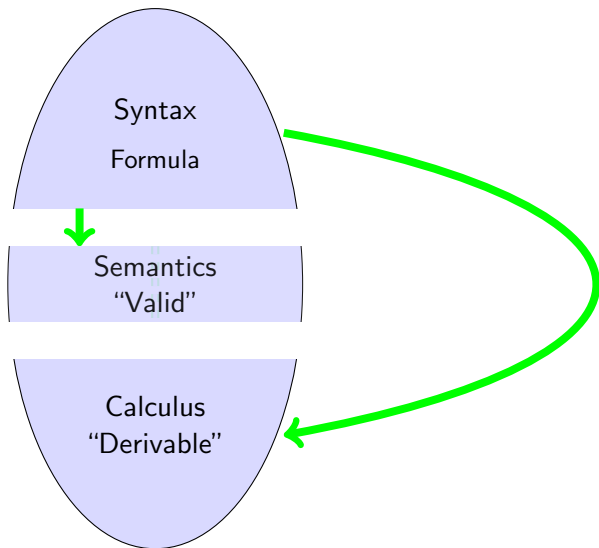 Syntax
Formula
Semantics
“Valid”
Calculus
“Derivable”